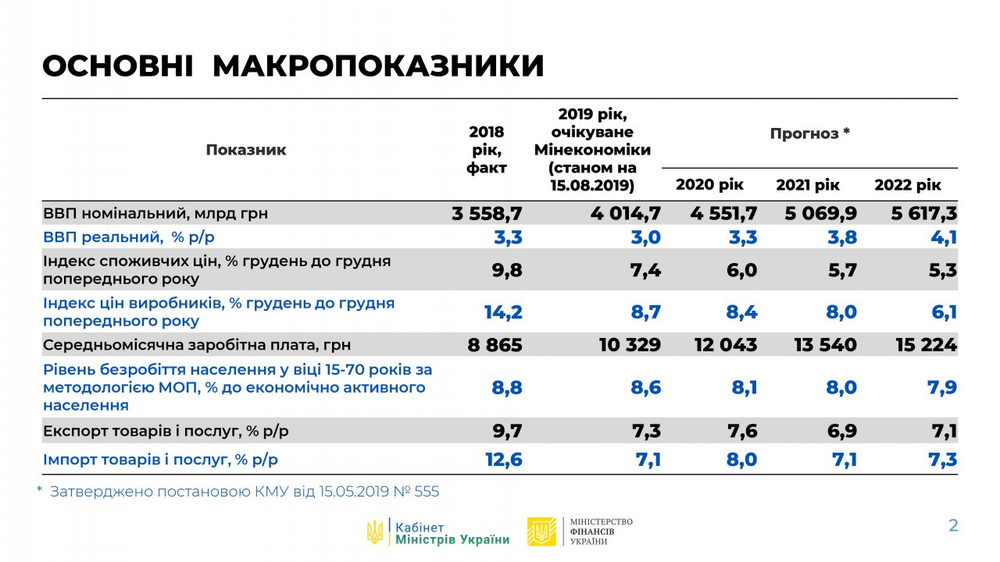 ОСНОВНІ МАКРОПОКАЗНИКИ
Показник
2018
рік,
факт
2019 рік,
очікуване
Мінекономіки
(станом на
15.08.2019)
Прогноз *
2020 рік 2021 рік 2022 рік
ВВП номінальний, млрд грн 3 558,7 4 014,7 4 551,7 5 069,9 5 617,3
ВВП реальний, % р/р 3,3 3,0 3,3 3,8 4,1
Індекс споживчих цін, % грудень до грудня
попереднього року 9,8 7,4 6,0 5,7 5,3
Індекс цін виробників, % грудень до грудня
попереднього року 14,2 8,7 8,4 8,0 6,1
Середньомісячна заробітна плата, грн 8 865 10 329 12 043 13 540 15 224
Рівень безробіття населення у віці 15-70 років за
методологією МОП, % до економічно активного
населення 8,8 8,6 8,1 8,0 7,9
Експорт товарів і послуг, % р/р 9,7 7,3 7,6 6,9 7,1
Імпорт товарів і послуг, % р/р 12,6 7,1 8,0 7,1 7,3
* Затверджено постановою КМУ від 15.05.2019 № 555
Кабінет
Міністрів України
МІНІСТЕРСТВО
ФІНАНСІВ
УКРАЇНИ
2